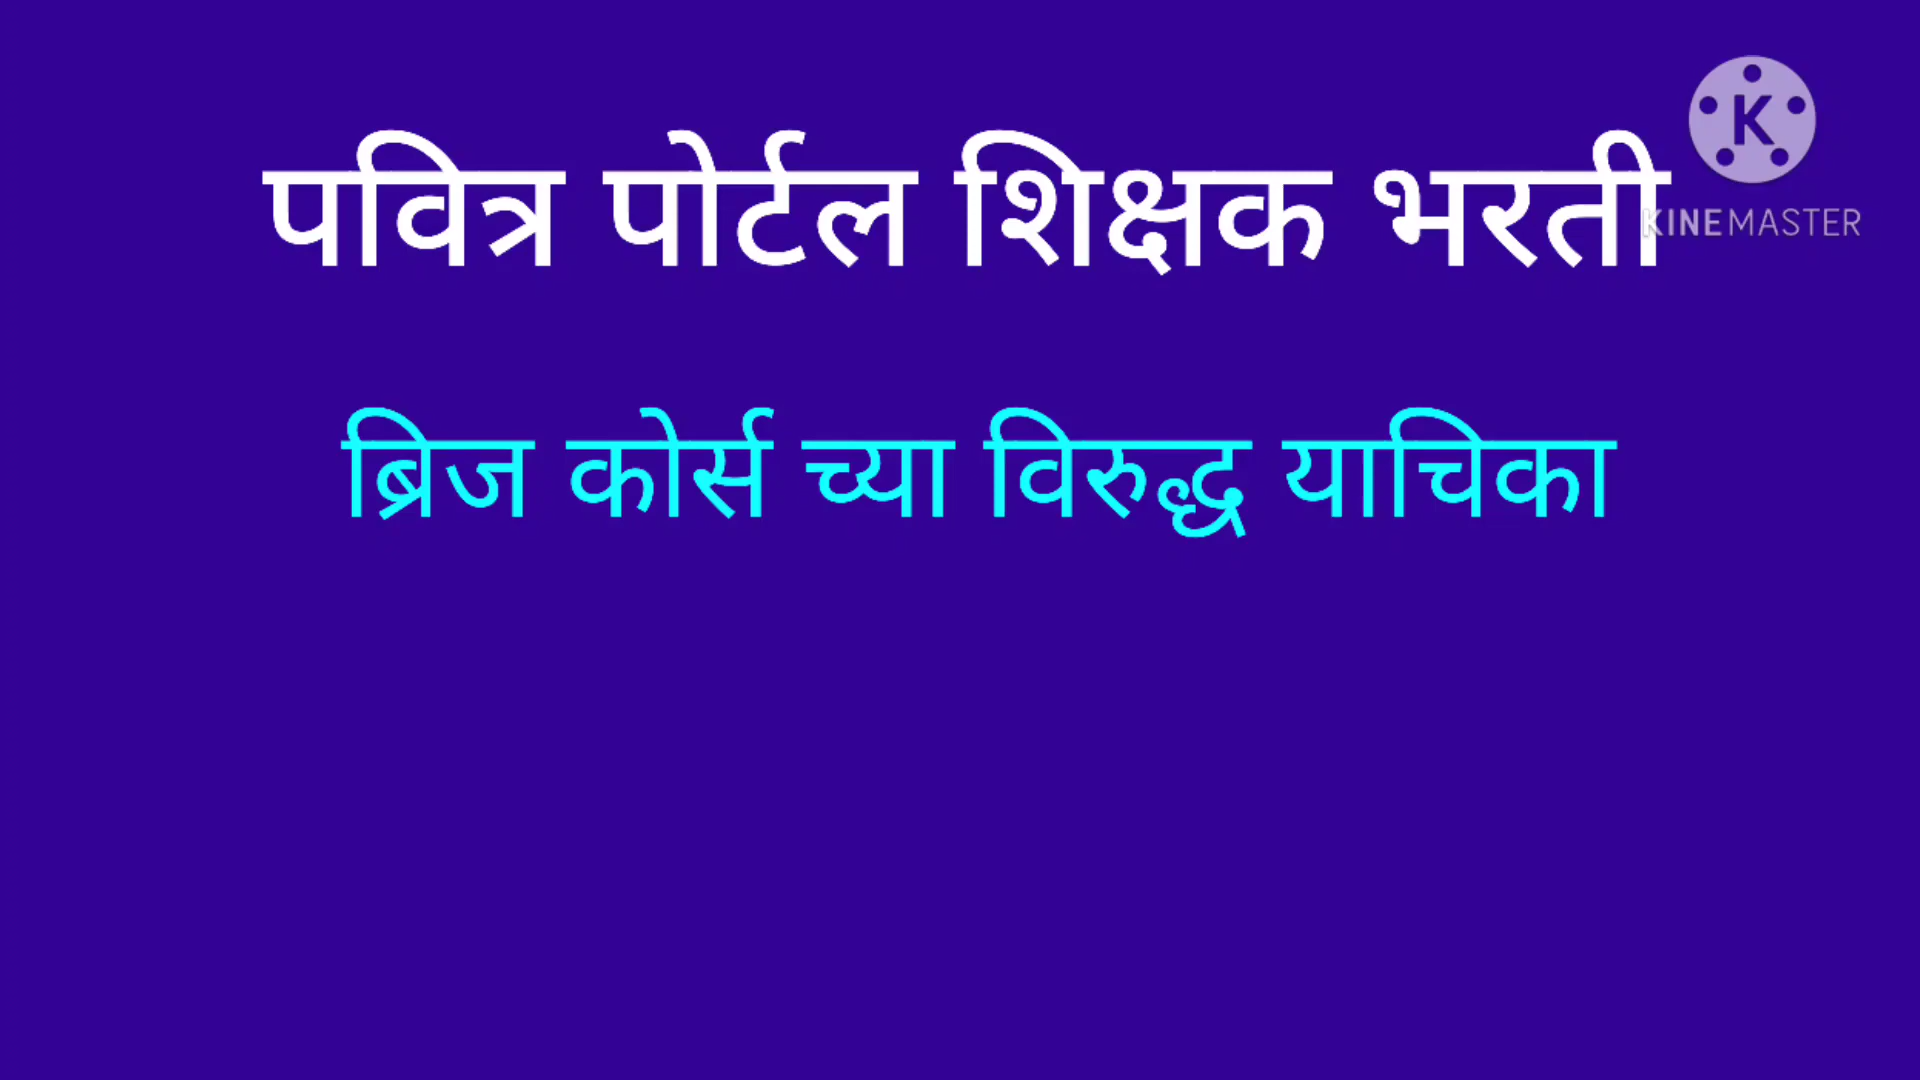 पवित्र पोर्टल शिक्षक भरती
K
KINEMASTER
ब्रिज कोर्स च्या विरुद्ध याचिका